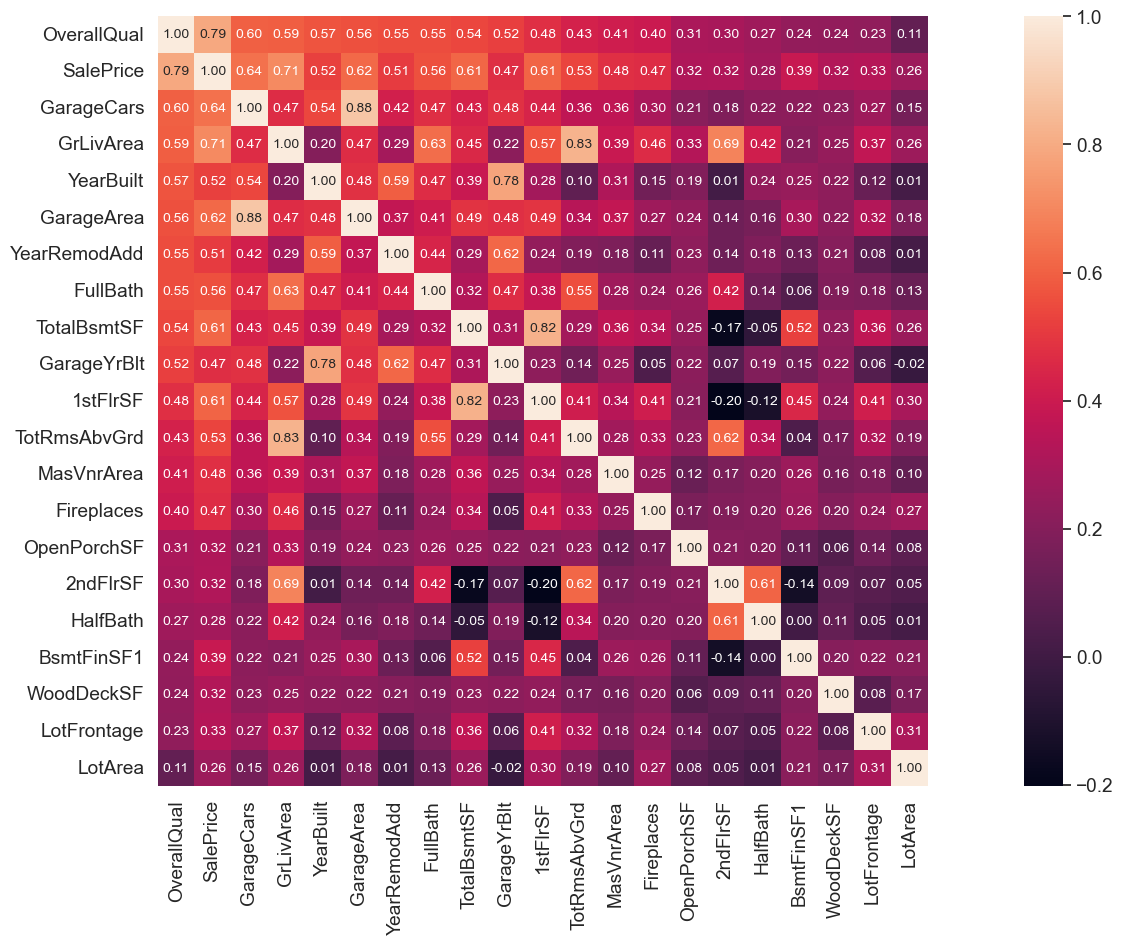 OverallQual 1.00 0.79 0.60 0.59 0.57 0.56 0.55 0.55 0.54 0.52 0.48 0.43 0.41 0.40 0.31 0.30 0.27 0.24 0.24 0.23 0.11
SalePrice 0.79 1.00 0.64 0.71 0.52 0.62 0.51 0.56 0.61 0.47 0.61 0.53 0.48 0.47 0.32 0.32 0.28 0.39 0.32 0.33 0.26
GarageCars 0.60 0.64 1.00 0.47 0.54 0.88 0.42 0.47 0.43 0.48 0.44 0.36 0.36 0.30 0.21 0.18 0.22 0.22 0.23 0.27 0.15
GrLivArea 0.59 0.71 0.47 1.00 0.20 0.47 0.29 0.63 0.45 0.22 0.57 0.83 0.39 0.46 0.33 0.69 0.42 0.21 0.25 0.37 0.26
YearBuilt 0.57 0.52 0.54 0.20 1.00 0.48 0.59 0.47 0.39 0.78 0.28 0.10 0.31 0.15 0.19 0.01 0.24 0.25 0.22 0.12 0.01
GarageArea 0.56 0.62 0.88 0.47 0.48 1.00 0.37 0.41 0.49 0.48 0.49 0.34 0.37 0.27 0.24 0.14 0.16 0.30 0.22 0.32 0.18
YearRemodAdd 0.55 0.51 0.42 0.29 0.59 0.37 1.00 0.44 0.29 0.62 0.24 0.19 0.18 0.11 0.23 0.14 0.18 0.13 0.21 0.08 0.01
FullBath 0.55 0.56 0.47 0.63 0.47 0.41 0.44 1.00 0.32 0.47 0.38 0.55 0.28 0.24 0.26 0.42 0.14 0.06 0.19 0.18 0.13
TotalBsmtSF 0.54 0.61 0.43 0.45 0.39 0.49 0.29 0.32 1.00 0.31 0.82 0.29 0.36 0.34 0.25 -0.17 -0.05 0.52 0.23 0.36 0.26
GarageYrBlt 0.52 0.47 0.48 0.22 0.78 0.48 0.62 0.47 0.31 1.00 0.23 0.14 0.25 0.05 0.22 0.07 0.19 0.15 0.22 0.06 -0.02
1stFlrSF 0.48 0.61 0.44 0.57 0.28 0.49 0.24 0.38 0.82 0.23 1.00 0.41 0.34 0.41 0.21 -0.20 -0.12 0.45 0.24 0.41 0.30
TotRmsAbvGrd 0.43 0.53 0.36 0.83 0.10 0.34 0.19 0.55 0.29 0.14 0.41 1.00 0.28 0.33 0.23 0.62 0.34 0.04 0.17 0.32 0.19
MasVnrArea 0.41 0.48 0.36 0.39 0.31 0.37 0.18 0.28 0.36 0.25 0.34 0.28 1.00 0.25 0.12 0.17 0.20 0.26 0.16 0.18 0.10
Fireplaces 0.40 0.47 0.30 0.46 0.15 0.27 0.11 0.24 0.34 0.05 0.41 0.33 0.25 1.00 0.17 0.19 0.20 0.26 0.20 0.24 0.27
OpenPorchSF 0.31 0.32 0.21 0.33 0.19 0.24 0.23 0.26 0.25 0.22 0.21 0.23 0.12 0.17 1.00 0.21 0.20 0.11 0.06 0.14 0.08
2ndFlrSF 0.30 0.32 0.18 0.69 0.01 0.14 0.14 0.42 -0.17 0.07 -0.20 0.62 0.17 0.19 0.21 1.00 0.61 -0.14 0.09 0.07 0.05
HalfBath 0.27 0.28 0.22 0.42 0.24 0.16 0.18 0.14 -0.05 0.19 -0.12 0.34 0.20 0.20 0.20 0.61 1.00 0.00 0.11 0.05 0.01
BsmtFinSF1 0.24 0.39 0.22 0.21 0.25 0.30 0.13 0.06 0.52 0.15 0.45 0.04 0.26 0.26 0.11 -0.14 0.00 1.00 0.20 0.22 0.21
WoodDeckSF 0.24 0.32 0.23 0.25 0.22 0.22 0.21 0.19 0.23 0.22 0.24 0.17 0.16 0.20 0.06 0.09 0.11 0.20 1.00 0.08 0.17
LotFrontage 0.23 0.33 0.27 0.37 0.12 0.32 0.08 0.18 0.36 0.06 0.41 0.32 0.18 0.24 0.14 0.07 0.05 0.22 0.08 1.00 0.31
LotArea 0.11 0.26 0.15 0.26 0.01 0.18 0.01 0.13 0.26 -0.02 0.30 0.19 0.10 0.27 0.08 0.05 0.01 0.21 0.17 0.31 1.00
OverallQual
SalePrice
GarageCars
GrLivArea
YearBuilt
GarageArea
YearRemodAdd
FullBath
TotalBsmtSF
GarageYrBlt
1stFlrSF
TotRmsAbvGrd
MasVnrArea
Fireplaces
OpenPorchSF
2ndFlrSF
HalfBath
BsmtFinSF1
WoodDeckSF
LotFrontage
LotArea
1.0
0.8
0.6
0.4
0.2
0.0
−0.2